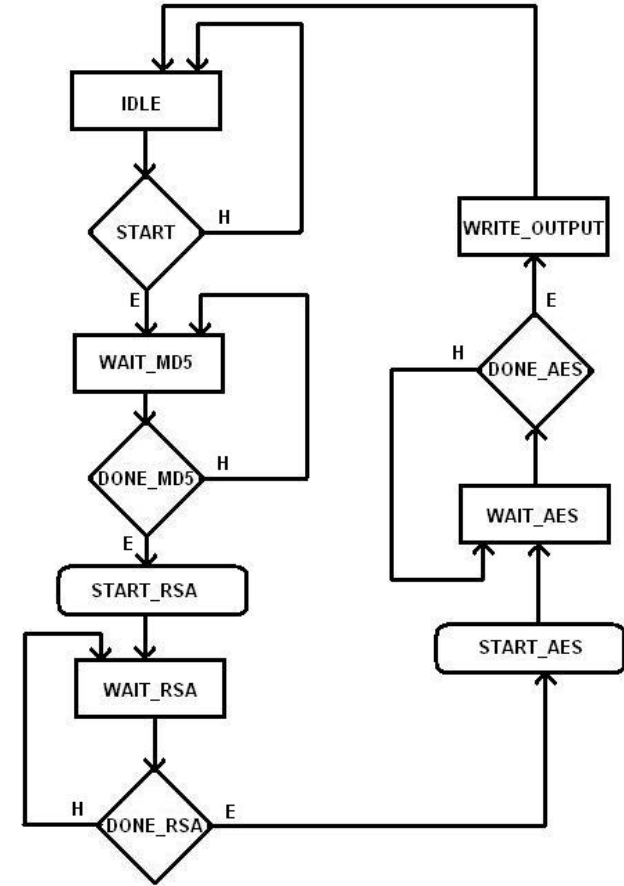 IDLE
START
H
E
WAIT_MD5
DONE_MD5
H
E
START_RSA
WAIT_RSA
DONE_RSA
H
E
START_AES
WAIT_AES
DONE_AES
H
E
WRITE_OUTPUT